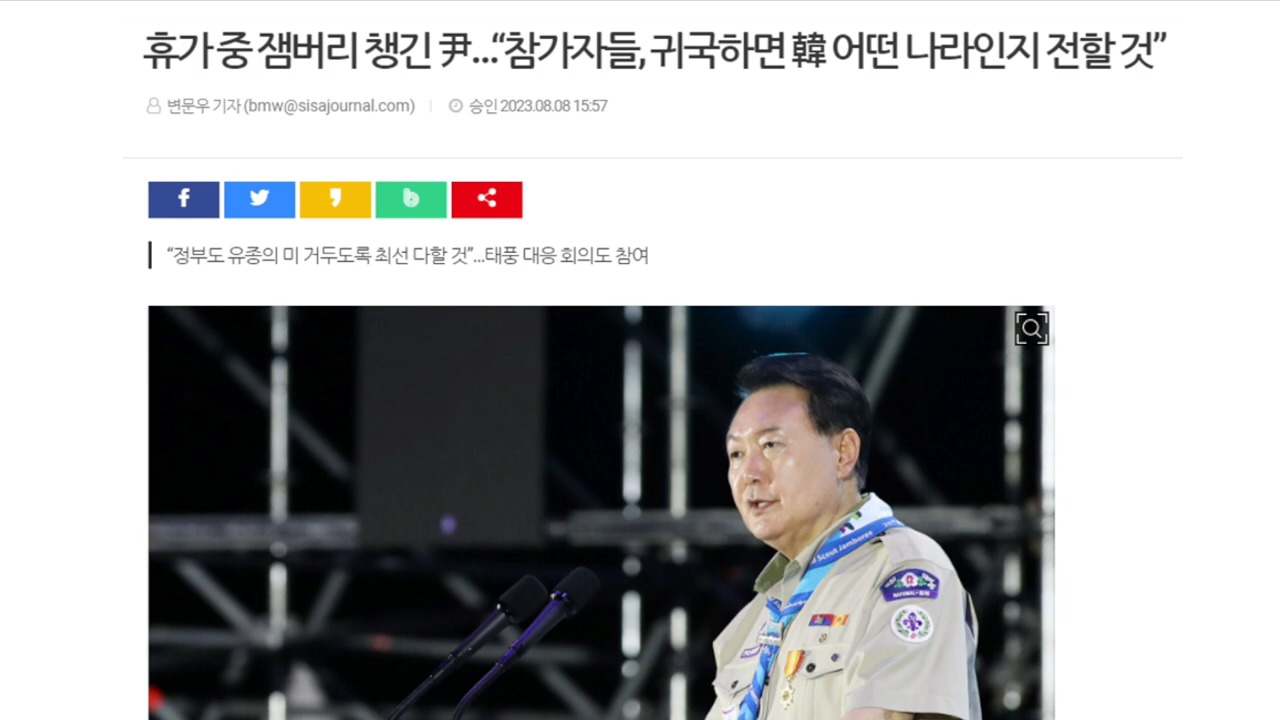 휴가 중 잼버리 챙긴 尹…“참가자들, 귀국하면 韓 어떤 나라인지 전할 것”
변문우 기자 (bmw@sisajournal.com)
승인 2023.08.08 15:57
“정부도 유종의 미 거두도록 최선 다할 것”…태풍 대응 회의도 참여
Scout Jamboree